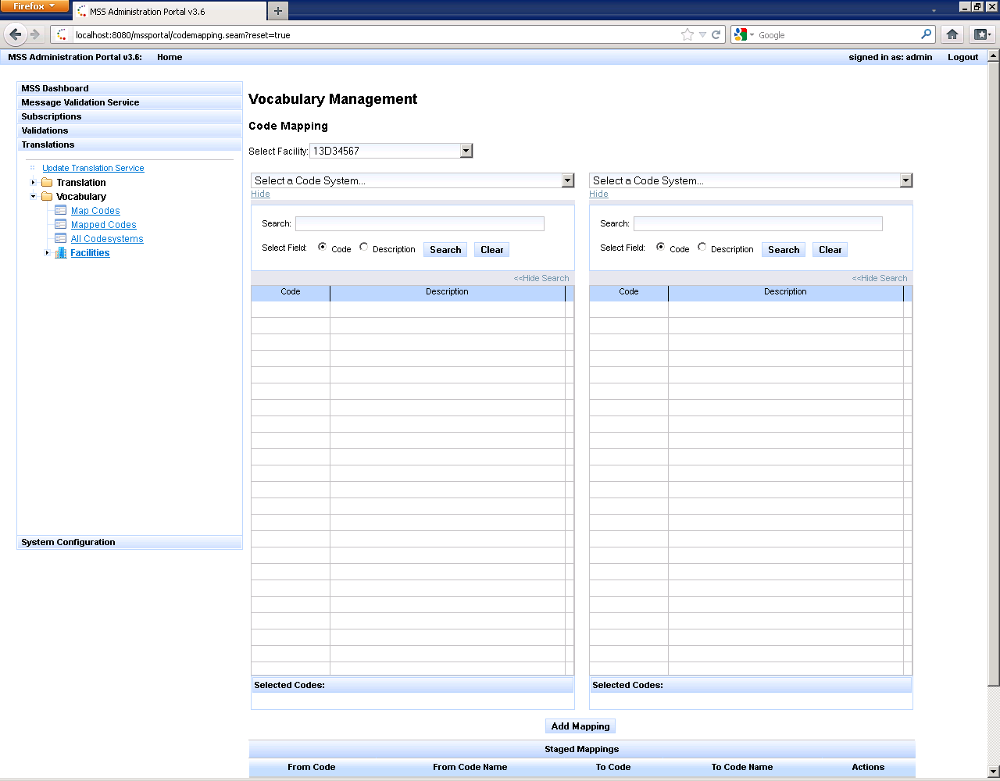 Firefox
MSS Administration Portal v3.6
localhost:8080/mssportal/codemapping.seam?reset=true
Google
MSS Administration Portal v3.6: Home signed in as: admin Logout
MSS Dashboard
Message Validation Service
Subscriptions
Validations
Translations
Update Translation Service
Translation
Vocabulary
Map Codes
Mapped Codes
All Codesystems
Facilities
System Configuration
Vocabulary Management
Code Mapping
Select Facility: 13D34567
Select a Code System...
Hide
Search:
Select Field: Code Description Search Clear
<<Hide Search
Code Description
Selected Codes:
Select a Code System...
Hide
Search:
Select Field: Code Description Search Clear
<<Hide Search
Code Description
Selected Codes:
Add Mapping
Staged Mappings
From Code From Code Name To Code To Code Name Actions